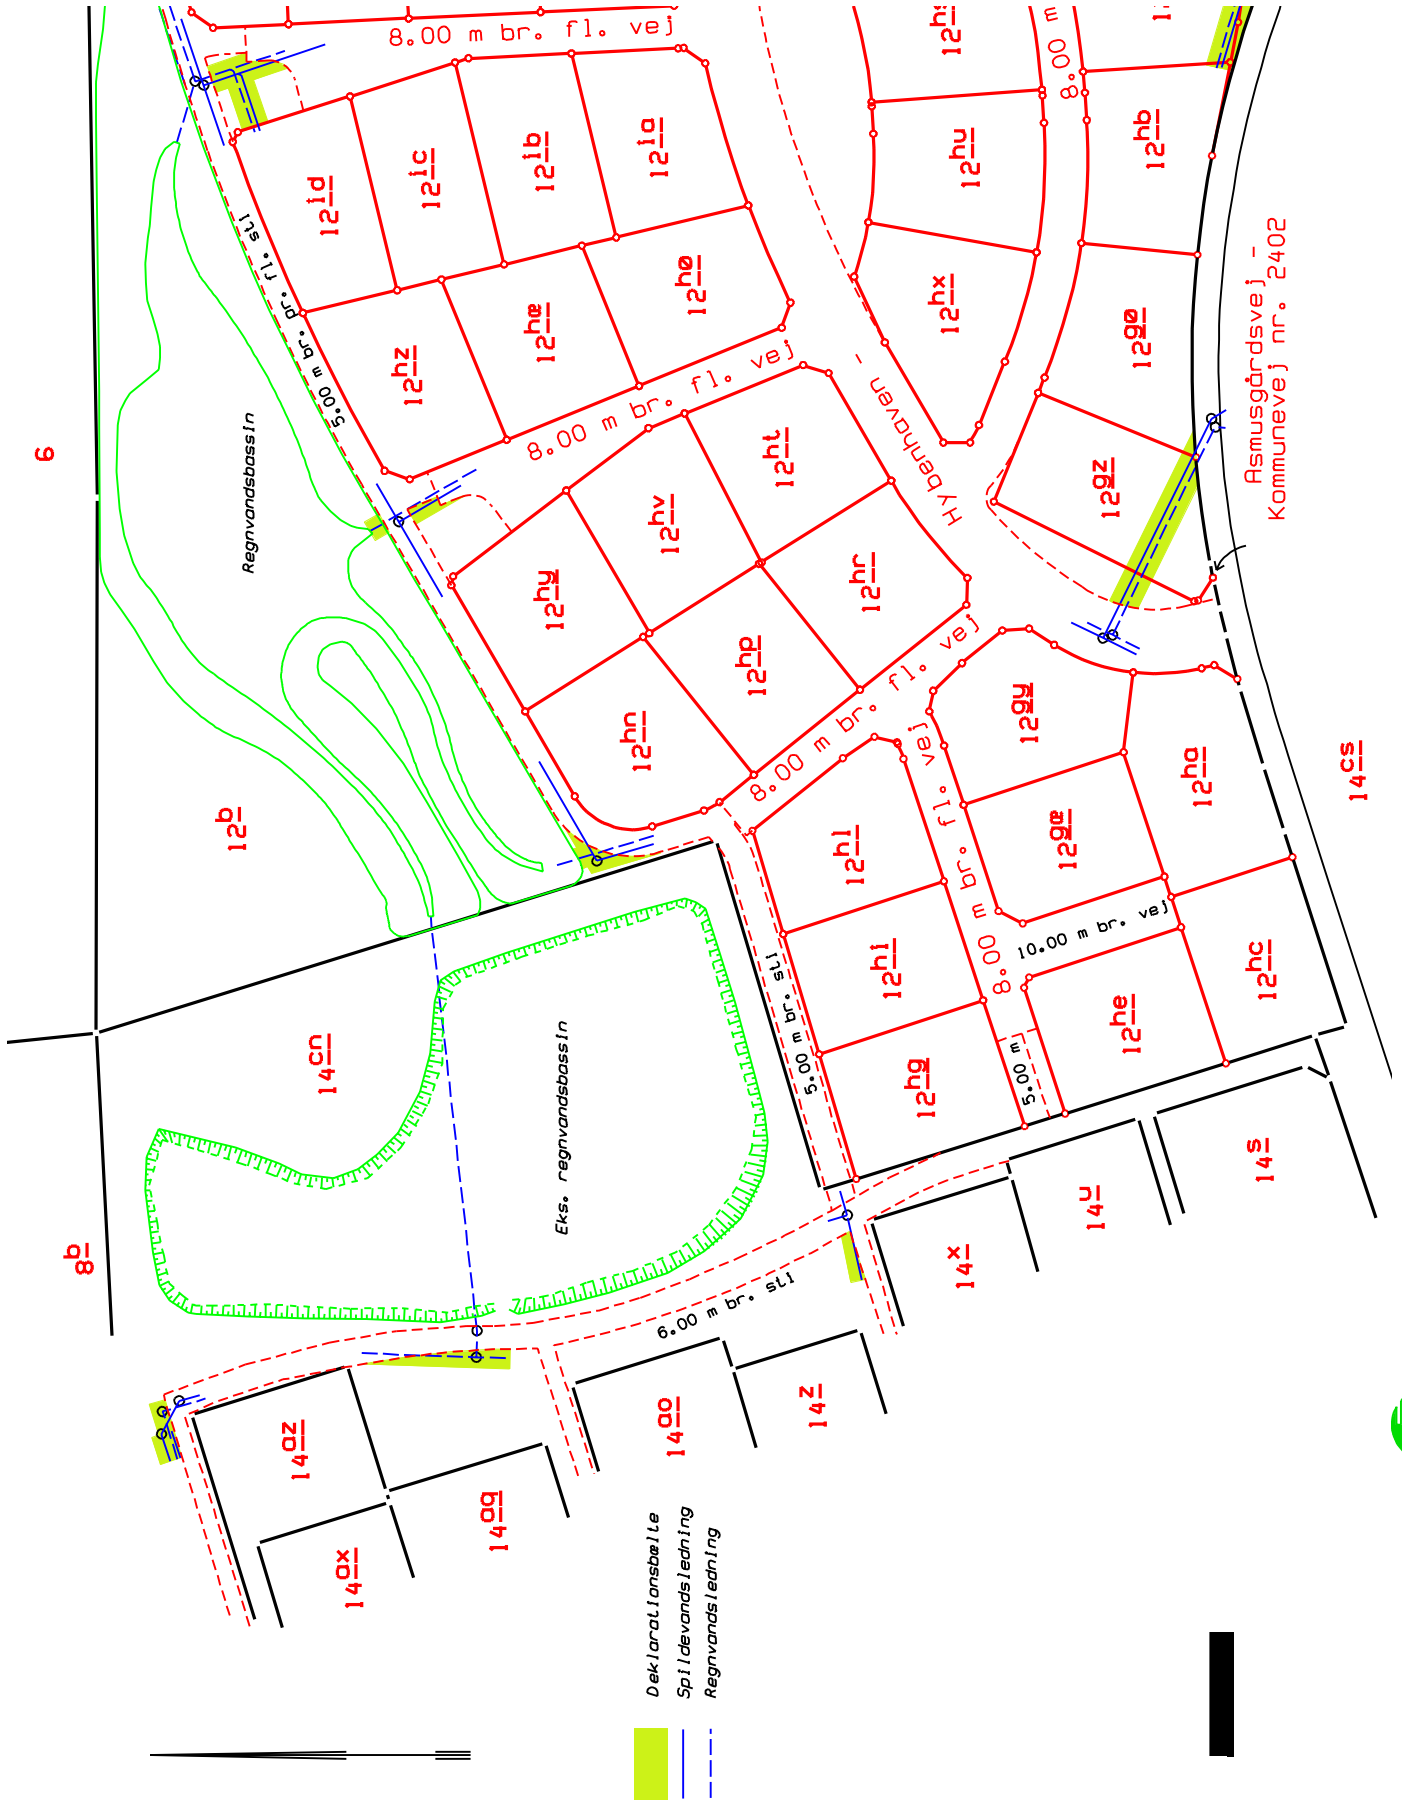 6
8b
12b
14cn
Regnvandsbassin
Eks. regnvandsbassin
5.00 m br. pr. fl. sti
8.00 m br. fl. vej
12id
12ic
12ib
12ia
12hz
12hæ
12hø
8.00 m br. fl. vej
12hy
12hv
12ht
12hn
12hp
12hr
8.00 m br. fl. vej
Hybenhaven -
12hu
12hx
12hb
12gø
12gz
8.00 m
Asmusgårdsvej -
Kommunevej nr. 2402
12gy
12gæ
12ha
8.00 m br. fl. vej
12hl
12hi
12hg
12he
12hc
10.00 m br. vej
5.00 m
5.00 m br. sti
6.00 m br. sti
14cs
14s
14u
14x
14z
14ao
14az
14aq
14ax
Deklarationsbælte
Spildevandsledning
Regnvandsledning